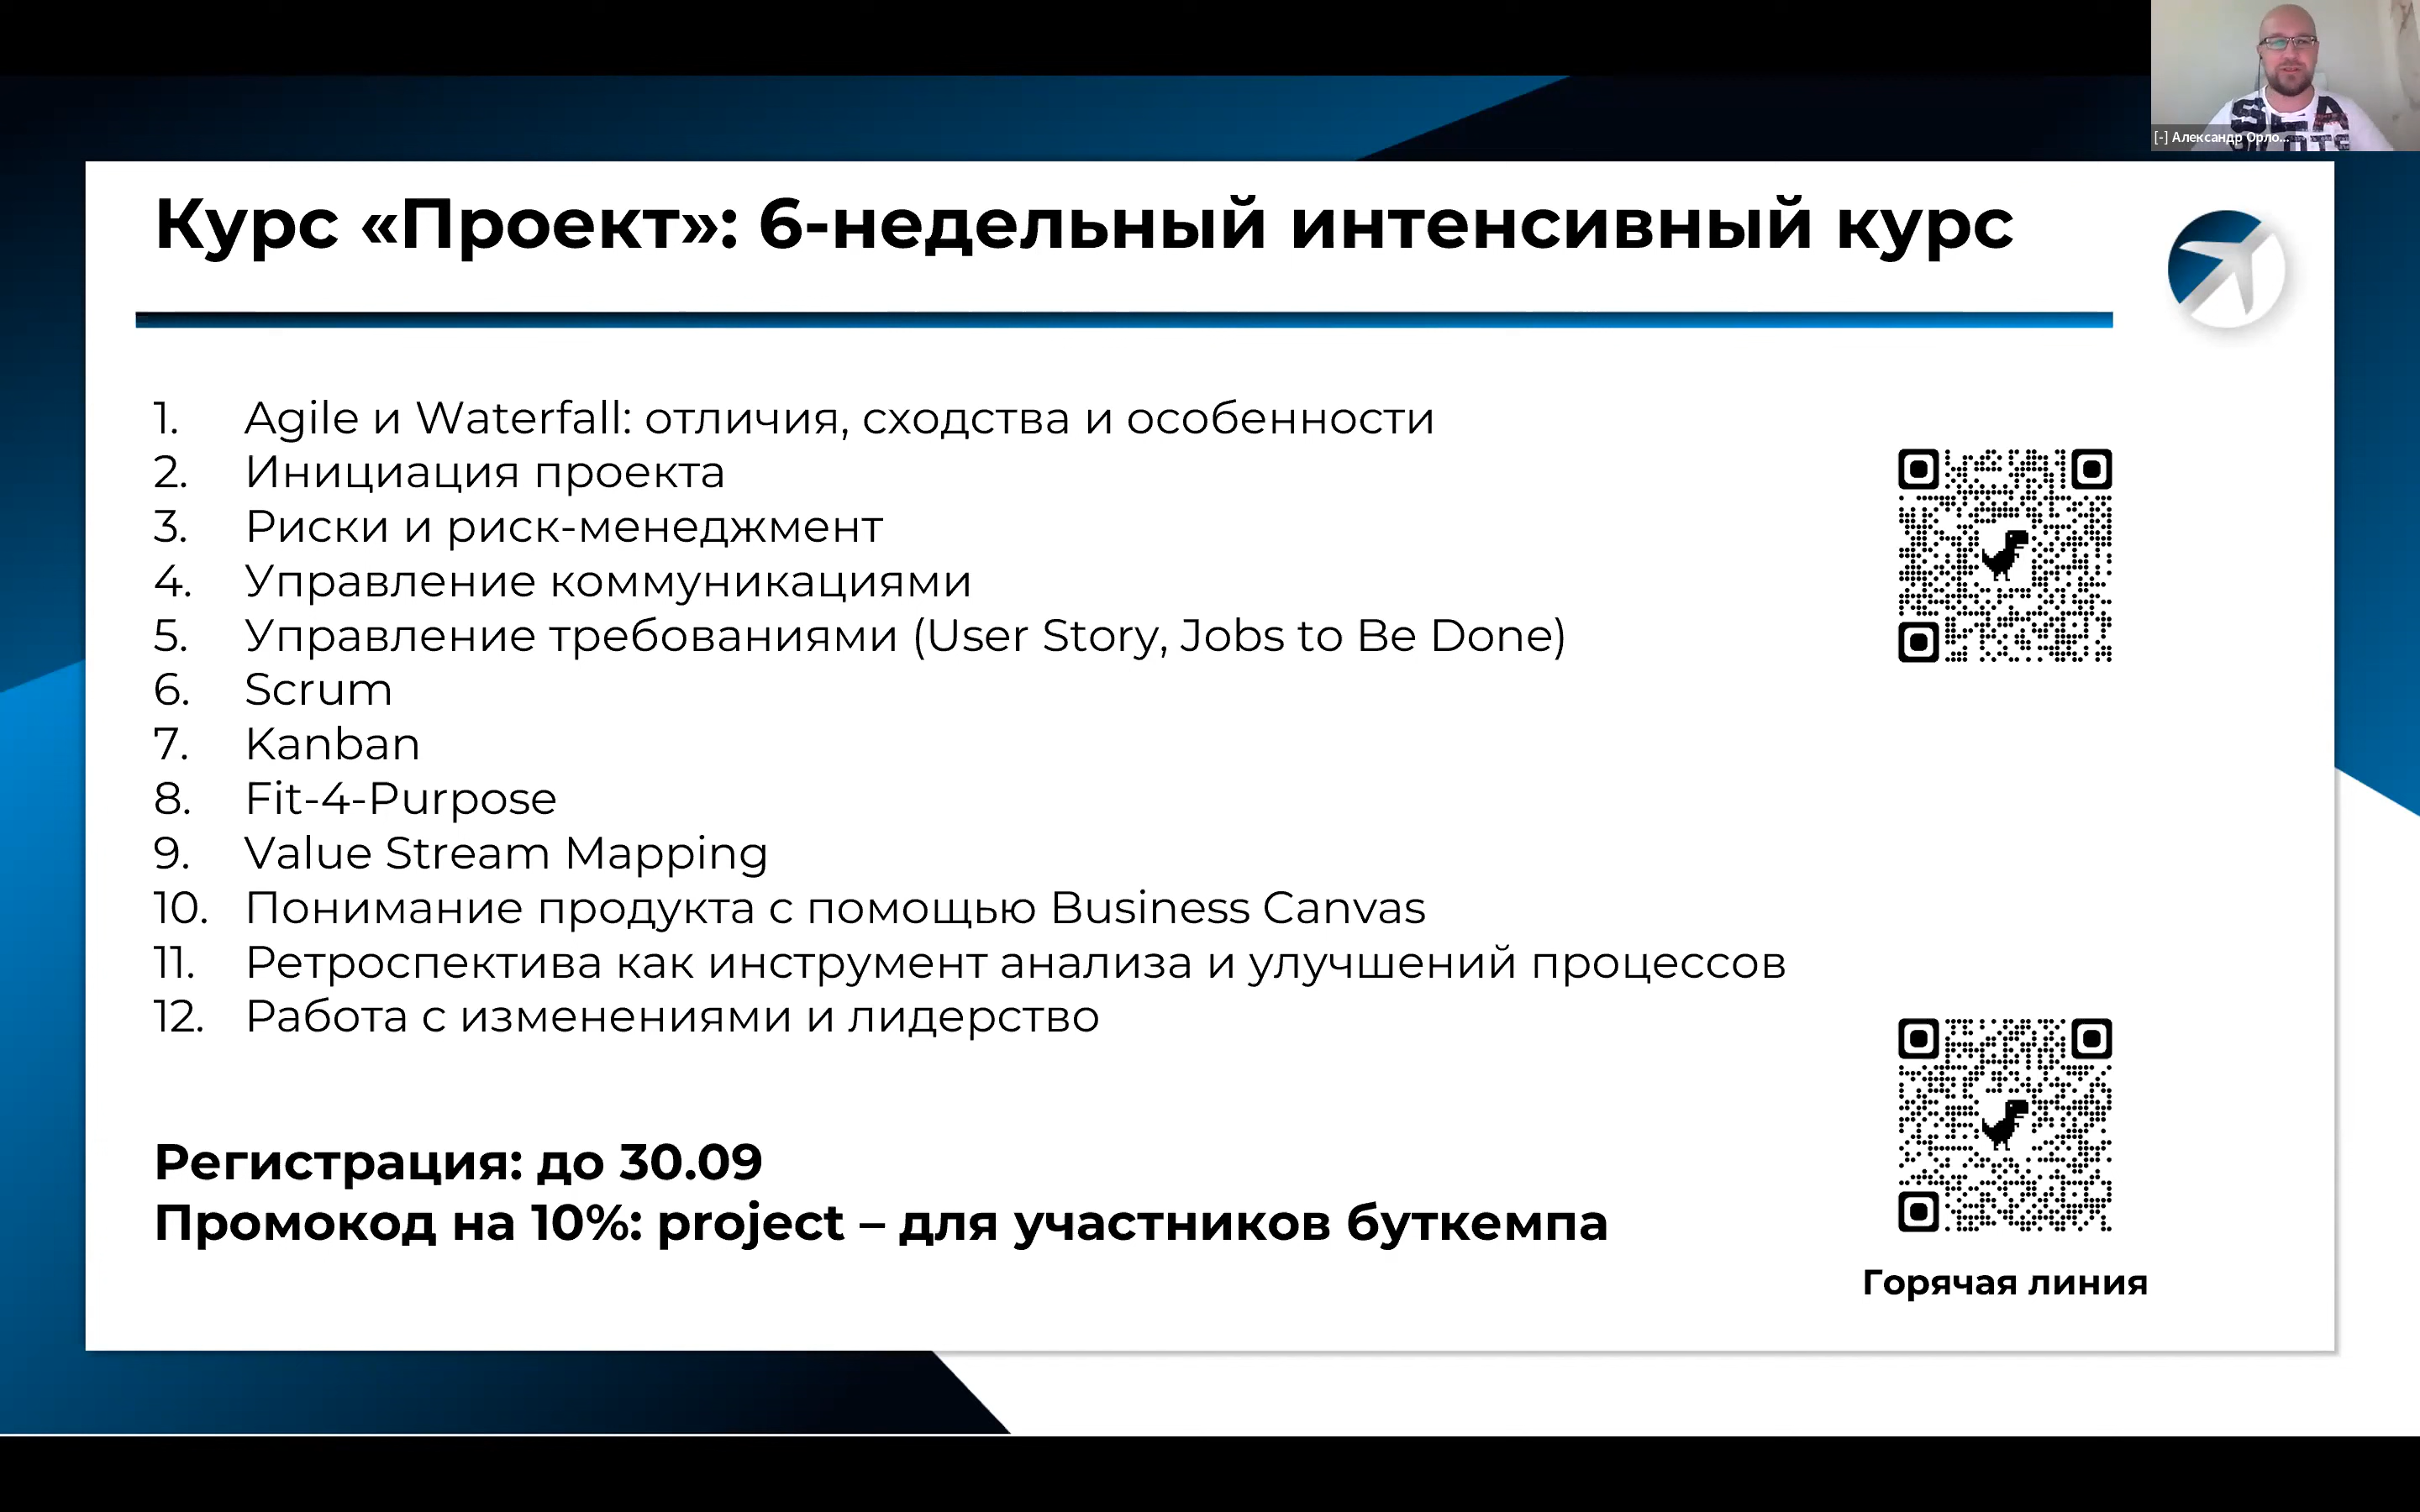 [-] Александр Орло...
Курс «Проект»: 6-недельный интенсивный курс
1. Agile и Waterfall: отличия, сходства и особенности
2. Инициация проекта
3. Риски и риск-менеджмент
4. Управление коммуникациями
5. Управление требованиями (User Story, Jobs to Be Done)
6. Scrum
7. Kanban
8. Fit-4-Purpose
9. Value Stream Mapping
10. Понимание продукта с помощью Business Canvas
11. Ретроспектива как инструмент анализа и улучшений процессов
12. Работа с изменениями и лидерство
Регистрация: до 30.09
Промокод на 10%: project – для участников буткемпа
Горячая линия